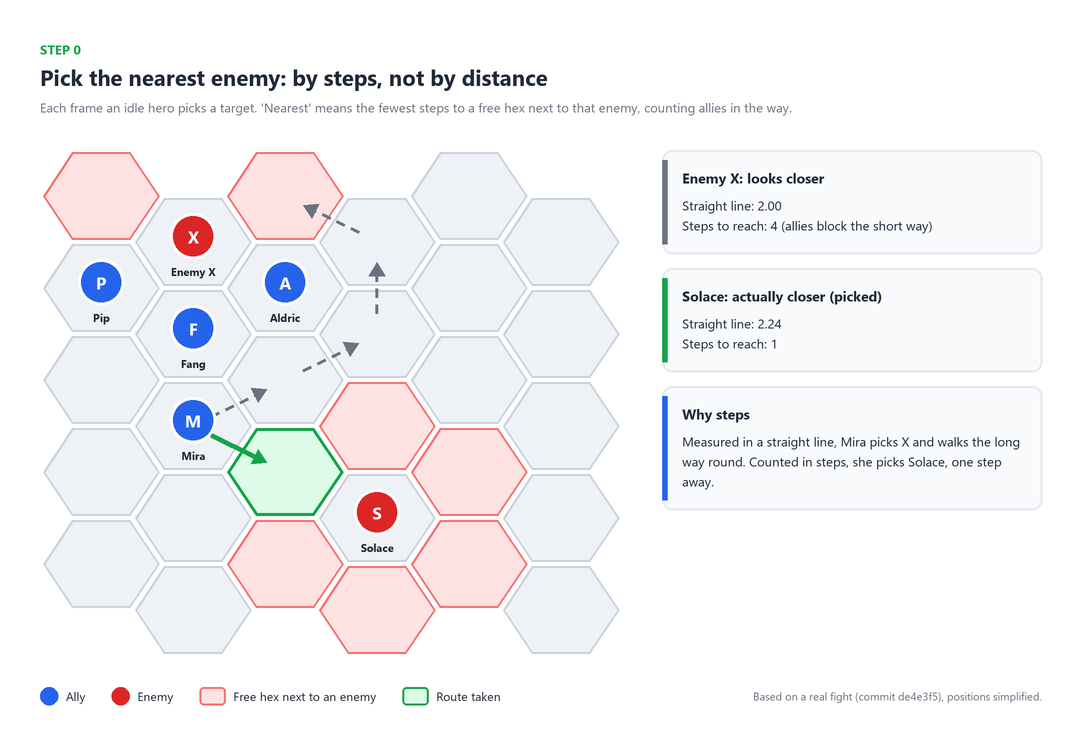 STEP 0
Pick the nearest enemy: by steps, not by distance
Each frame an idle hero picks a target. 'Nearest' means the fewest steps to a free hex next to that enemy, counting allies in the way.
X
Enemy X
P
Pip
A
Aldric
F
Fang
M
Mira
S
Solace
Enemy X: looks closer
Straight line: 2.00
Steps to reach: 4 (allies block the short way)
Solace: actually closer (picked)
Straight line: 2.24
Steps to reach: 1
Why steps
Measured in a straight line, Mira picks X and walks the long
way round. Counted in steps, she picks Solace, one step
away.
Ally
Enemy
Free hex next to an enemy
Route taken
Based on a real fight (commit de4e3f5), positions simplified.